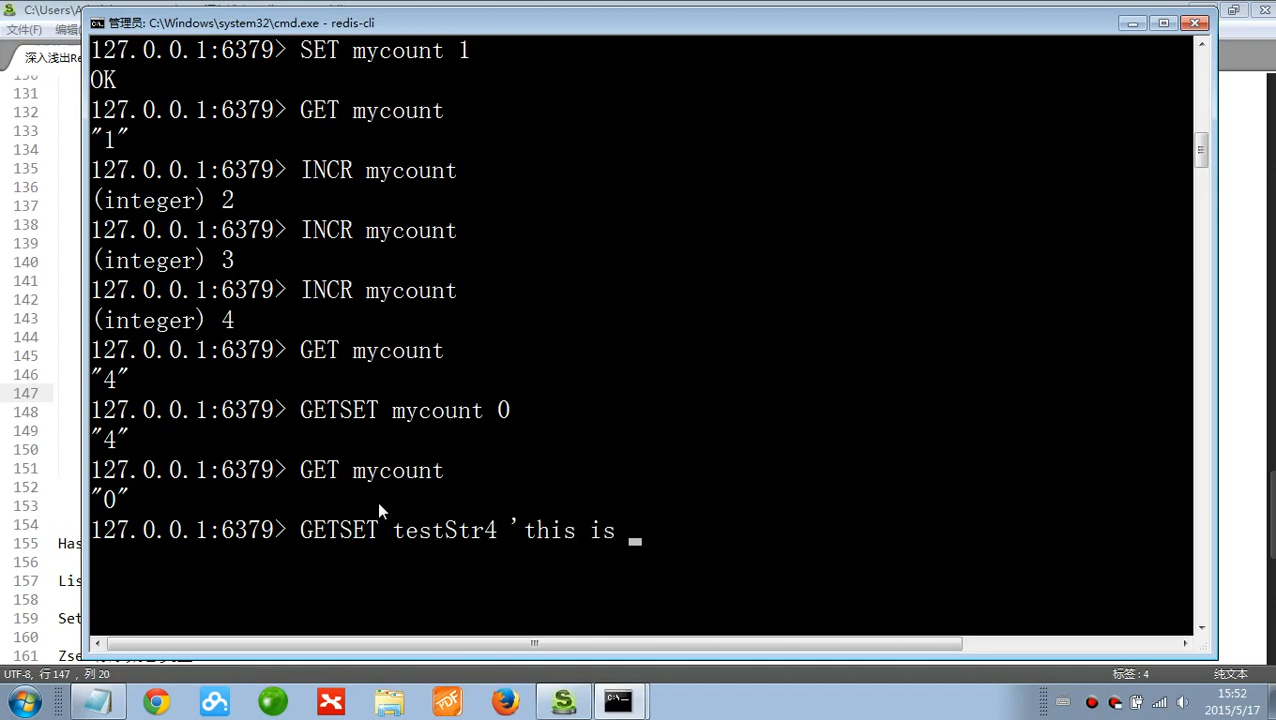 C:\Users\A
管理员: C:\Windows\system32\cmd.exe - redis-cli
文件(F) 编辑
深入浅出Re
127.0.0.1:6379> SET mycount 1
OK
127.0.0.1:6379> GET mycount
"1"
127.0.0.1:6379> INCR mycount
(integer) 2
127.0.0.1:6379> INCR mycount
(integer) 3
127.0.0.1:6379> INCR mycount
(integer) 4
127.0.0.1:6379> GET mycount
"4"
127.0.0.1:6379> GETSET mycount 0
"4"
127.0.0.1:6379> GET mycount
"0"
127.0.0.1:6379> GETSET testStr4 'this is
131
132
133
134
135
136
137
138
139
140
141
142
143
144
145
146
147
148
149
150
151
152
153
154
155 Has
156
157 Lis
158
159 Set
160
161 Zse
UTF-8, 行 147 , 列 20
标签: 4
纯文本
PDF
15:52
2015/5/17